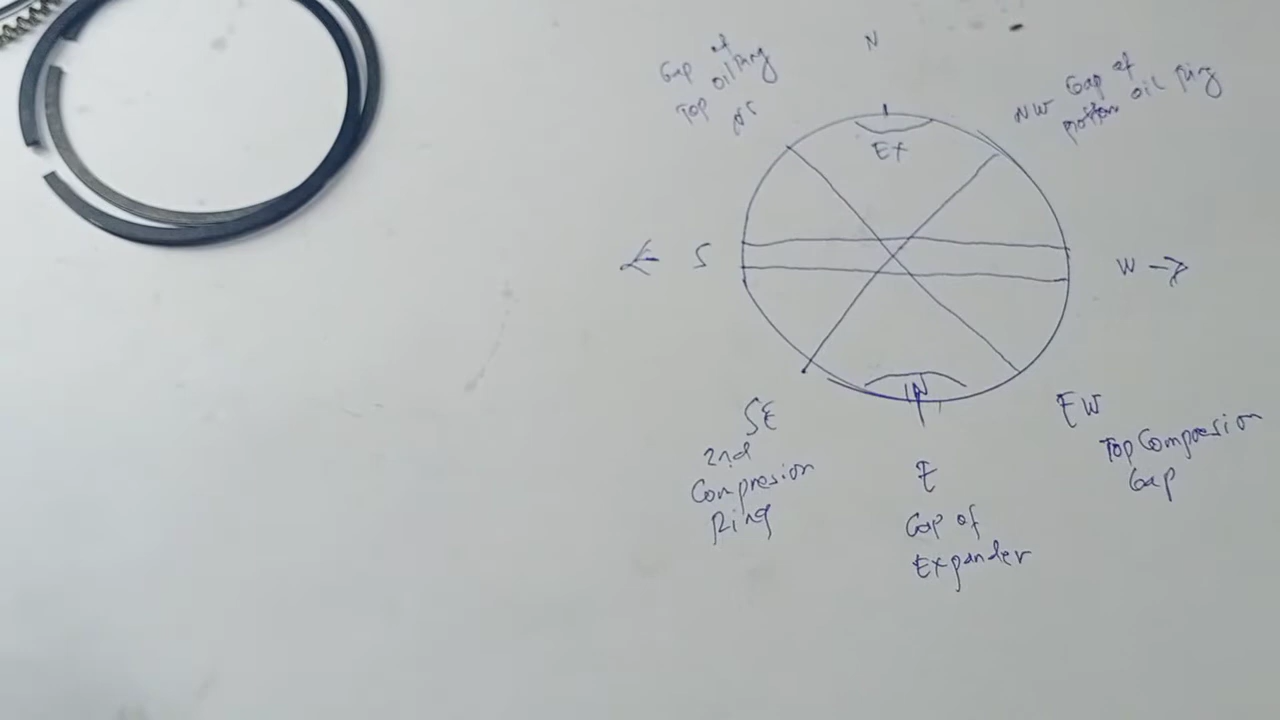 N
Gap of
Top oil Ring
NS
NW Gap of
oil Ring
EX
S
W
IN
SE
2nd
Compresion
Ring
E
Gap of
Expander
EW
Top Compresion
Gap